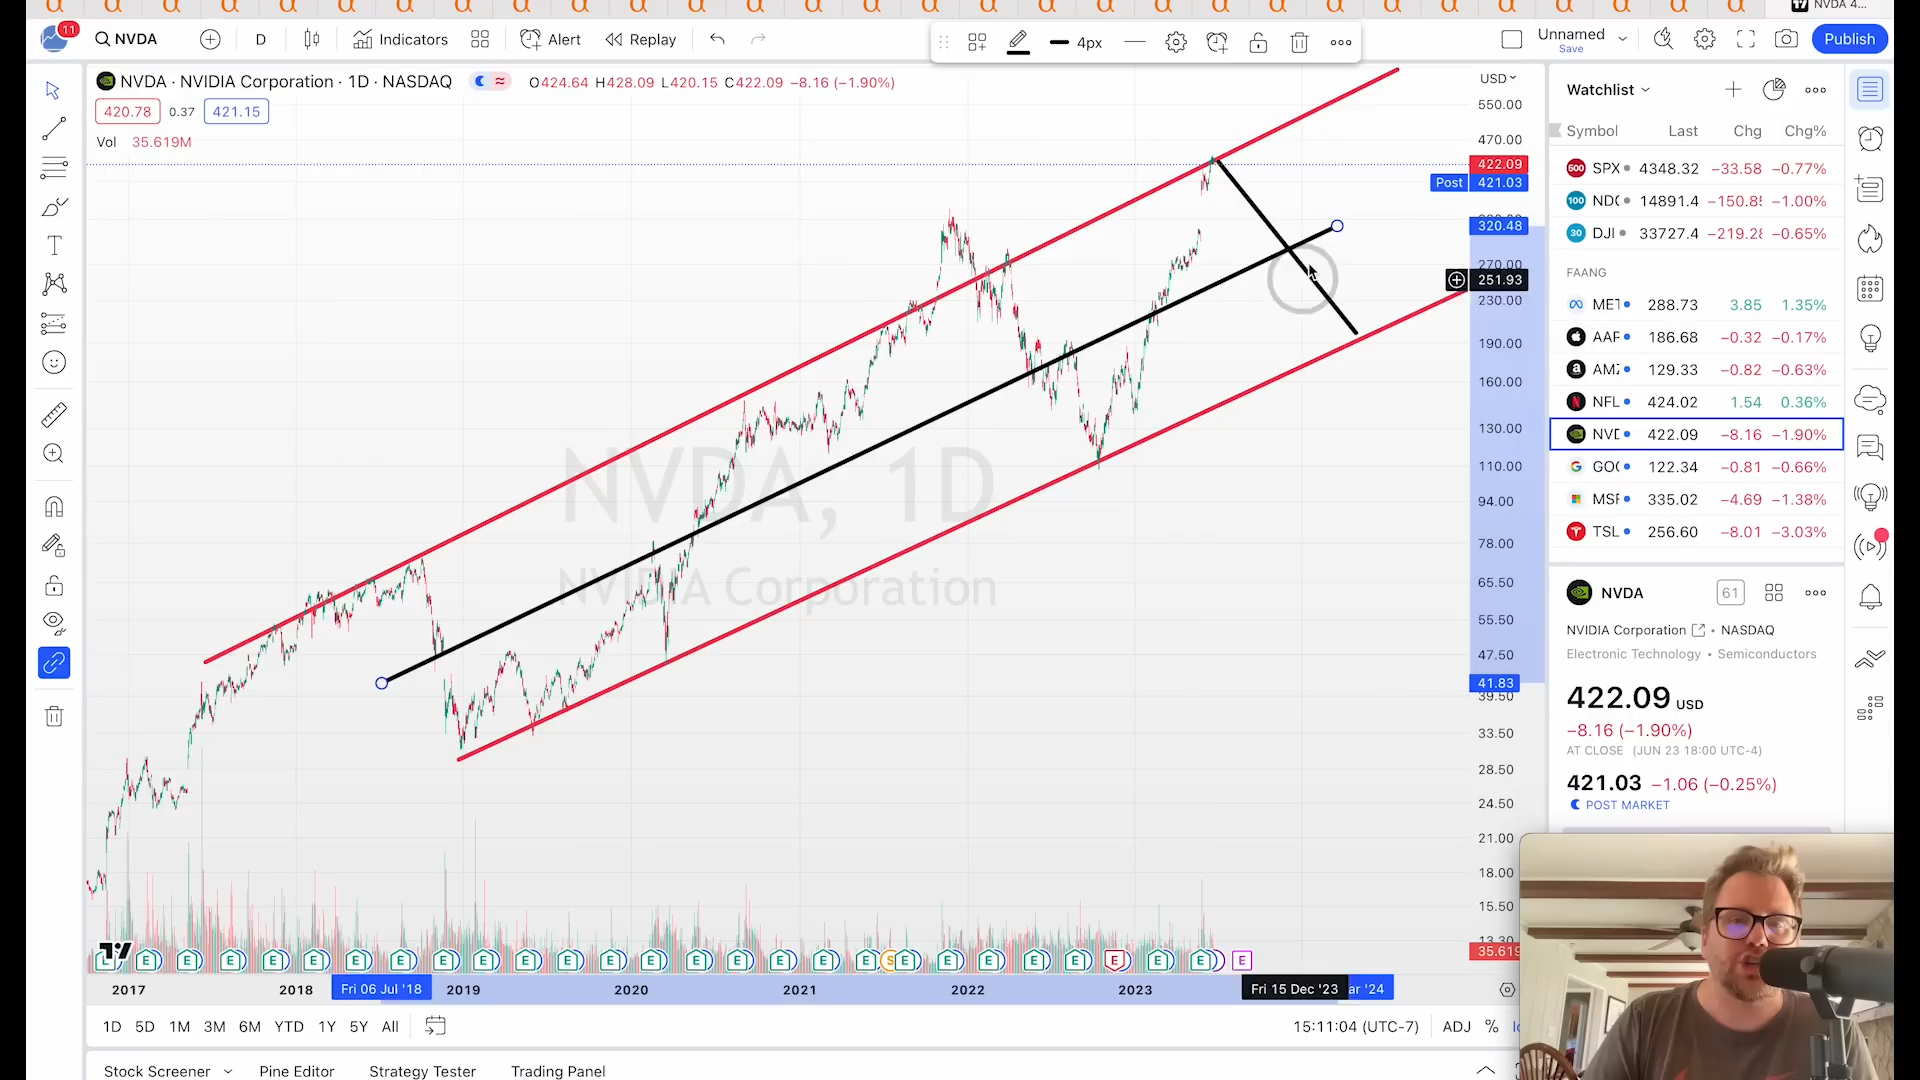 11
NVDA
D
Indicators
Alert
Replay
4px
Unnamed
Save
Publish
NVDA 4...
NVDA · NVIDIA Corporation · 1D · NASDAQ
O424.64 H428.09 L420.15 C422.09 −8.16 (−1.90%)
420.78 0.37 421.15
Vol 35.619M
NVDA, 1D
NVIDIA Corporation
USD
550.00
470.00
422.09
Post 421.03
320.48
270.00
251.93
230.00
190.00
160.00
130.00
110.00
94.00
78.00
65.50
55.50
47.50
41.83
39.50
33.50
28.50
24.50
21.00
18.00
15.50
13.30
35.619
2017 2018 Fri 06 Jul '18 2019 2020 2021 2022 2023 Fri 15 Dec '23 ar '24
1D 5D 1M 3M 6M YTD 1Y 5Y All
15:11:04 (UTC-7) ADJ %
Stock Screener Pine Editor Strategy Tester Trading Panel
Watchlist
Symbol Last Chg Chg%
500 SPX 4348.32 −33.58 −0.77%
100 NDX 14891.4 −150.8 −1.00%
30 DJI 33727.4 −219.28 −0.65%
FAANG
MET 288.73 3.85 1.35%
AAP 186.68 −0.32 −0.17%
AMZ 129.33 −0.82 −0.63%
NFL 424.02 1.54 0.36%
NVD 422.09 −8.16 −1.90%
GOO 122.34 −0.81 −0.66%
MSF 335.02 −4.69 −1.38%
TSL 256.60 −8.01 −3.03%
NVDA 61
NVIDIA Corporation • NASDAQ
Electronic Technology • Semiconductors
422.09 USD
−8.16 (−1.90%)
AT CLOSE (JUN 23 18:00 UTC-4)
421.03 −1.06 (−0.25%)
POST MARKET